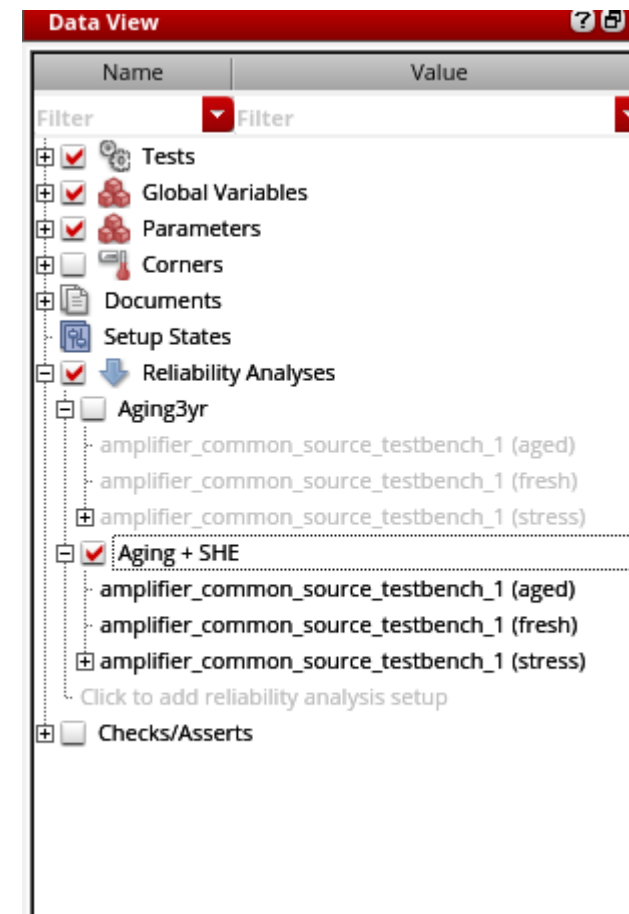 Data View
Name Value
Filter Filter
Tests
Global Variables
Parameters
Corners
Documents
Setup States
Reliability Analyses
Aging3yr
amplifier_common_source_testbench_1 (aged)
amplifier_common_source_testbench_1 (fresh)
amplifier_common_source_testbench_1 (stress)
Aging + SHE
amplifier_common_source_testbench_1 (aged)
amplifier_common_source_testbench_1 (fresh)
amplifier_common_source_testbench_1 (stress)
Click to add reliability analysis setup
Checks/Asserts